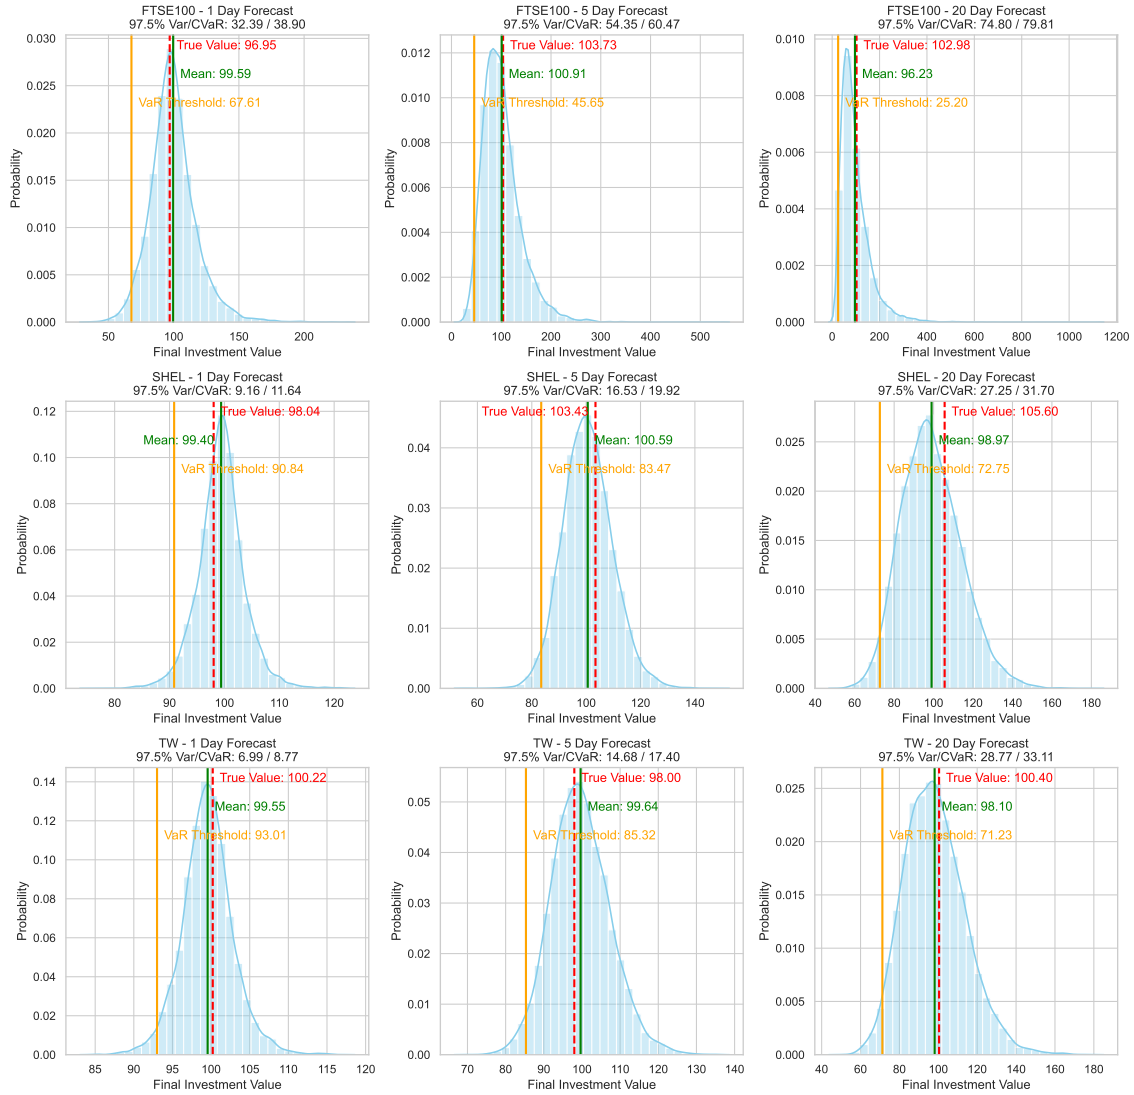 FTSE100 - 1 Day Forecast
97.5% Var/CVaR: 32.39 / 38.90
True Value: 96.95
Mean: 99.59
VaR Threshold: 67.61
0.030
0.025
0.020
0.015
0.010
0.005
0.000
Probability
50
100
150
200
Final Investment Value
FTSE100 - 5 Day Forecast
97.5% Var/CVaR: 54.35 / 60.47
True Value: 103.73
Mean: 100.91
VaR Threshold: 45.65
0.012
0.010
0.008
0.006
0.004
0.002
0.000
Probability
0
100
200
300
400
500
Final Investment Value
FTSE100 - 20 Day Forecast
97.5% Var/CVaR: 74.80 / 79.81
True Value: 102.98
Mean: 96.23
VaR Threshold: 25.20
0.010
0.008
0.006
0.004
0.002
0.000
Probability
0
200
400
600
800
1000
1200
Final Investment Value
SHEL - 1 Day Forecast
97.5% Var/CVaR: 9.16 / 11.64
True Value: 98.04
Mean: 99.40
VaR Threshold: 90.84
0.12
0.10
0.08
0.06
0.04
0.02
0.00
Probability
80
90
100
110
120
Final Investment Value
SHEL - 5 Day Forecast
97.5% Var/CVaR: 16.53 / 19.92
True Value: 103.43
Mean: 100.59
VaR Threshold: 83.47
0.04
0.03
0.02
0.01
0.00
Probability
60
80
100
120
140
Final Investment Value
SHEL - 20 Day Forecast
97.5% Var/CVaR: 27.25 / 31.70
True Value: 105.60
Mean: 98.97
VaR Threshold: 72.75
0.025
0.020
0.015
0.010
0.005
0.000
Probability
40
60
80
100
120
140
160
180
Final Investment Value
TW - 1 Day Forecast
97.5% Var/CVaR: 6.99 / 8.77
True Value: 100.22
Mean: 99.55
VaR Threshold: 93.01
0.14
0.12
0.10
0.08
0.06
0.04
0.02
0.00
Probability
85
90
95
100
105
110
115
120
Final Investment Value
TW - 5 Day Forecast
97.5% Var/CVaR: 14.68 / 17.40
True Value: 98.00
Mean: 99.64
VaR Threshold: 85.32
0.05
0.04
0.03
0.02
0.01
0.00
Probability
70
80
90
100
110
120
130
140
Final Investment Value
TW - 20 Day Forecast
97.5% Var/CVaR: 28.77 / 33.11
True Value: 100.40
Mean: 98.10
VaR Threshold: 71.23
0.025
0.020
0.015
0.010
0.005
0.000
Probability
40
60
80
100
120
140
160
180
Final Investment Value